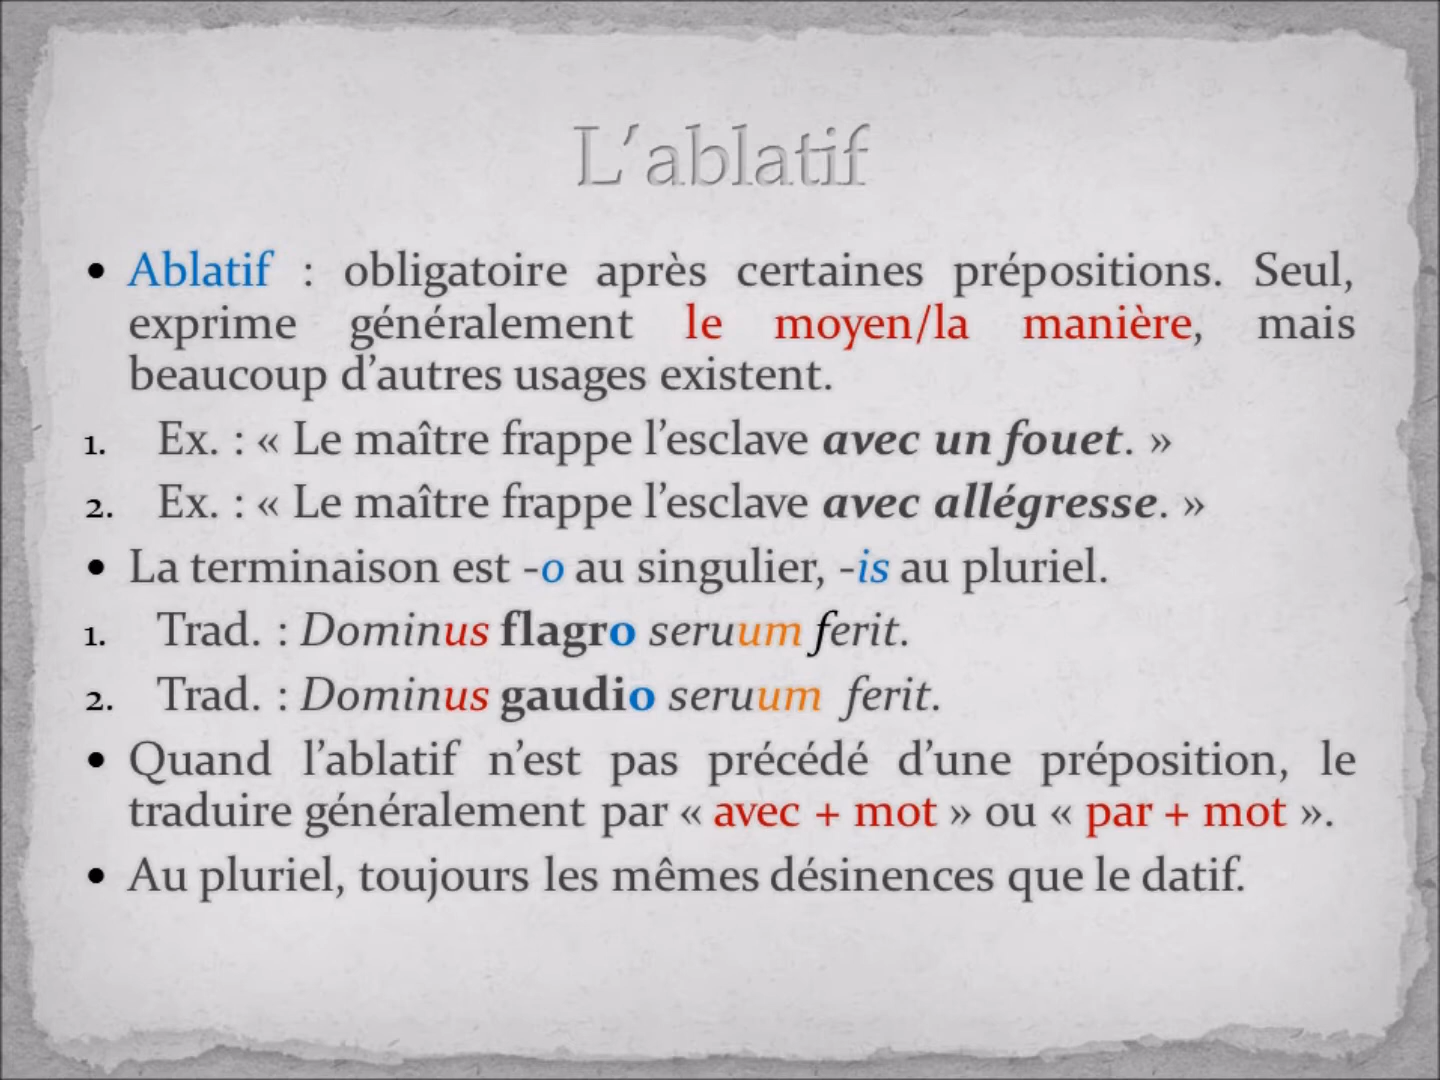 L'ablatif
• Ablatif : obligatoire après certaines prépositions. Seul,
exprime généralement le moyen/la manière, mais
beaucoup d'autres usages existent.
1. Ex. : « Le maître frappe l'esclave avec un fouet. »
2. Ex. : « Le maître frappe l'esclave avec allégresse. »
• La terminaison est -o au singulier, -is au pluriel.
1. Trad. : Dominus flagro seruum ferit.
2. Trad. : Dominus gaudio seruum ferit.
• Quand l'ablatif n'est pas précédé d'une préposition, le
traduire généralement par « avec + mot » ou « par + mot ».
• Au pluriel, toujours les mêmes désinences que le datif.